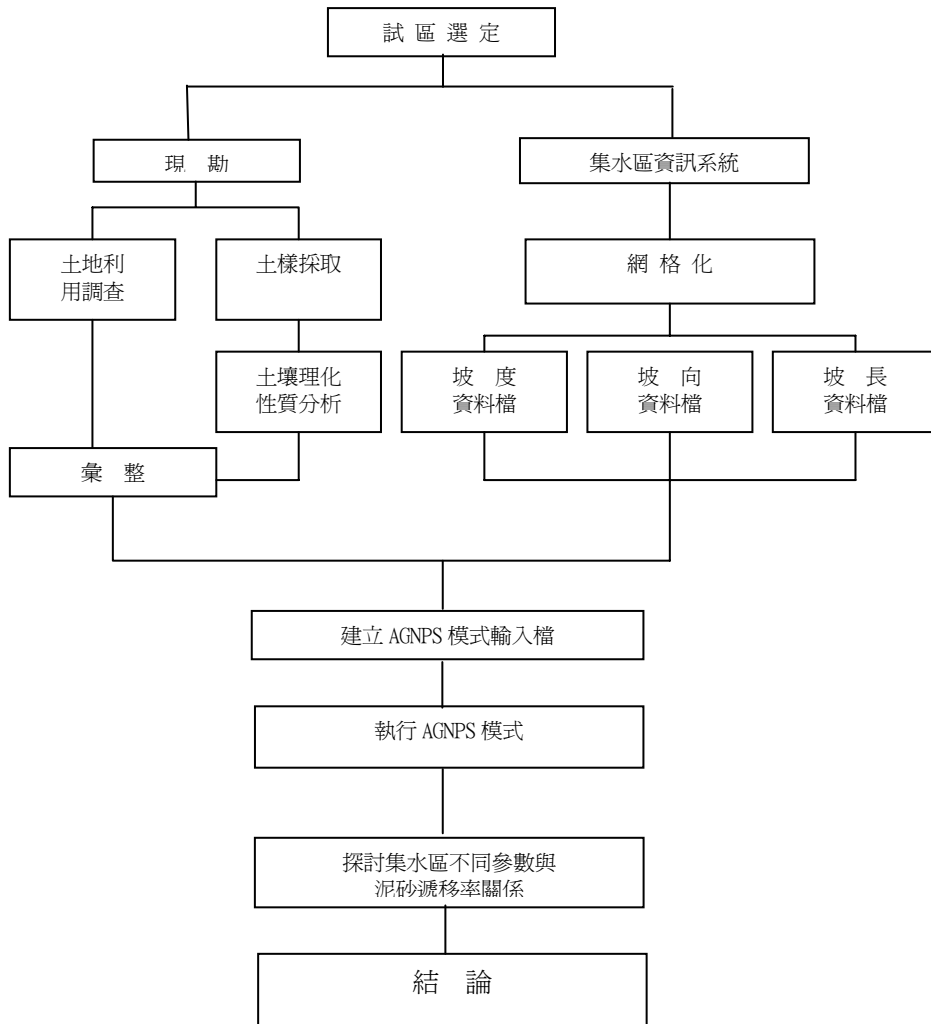 試 區 選 定
現 勘
集水區資訊系統
土地利
用調查
土樣採取
網 格 化
土壤理化
性質分析
坡 度
資料檔
坡 向
資料檔
坡 長
資料檔
彙 整
建立 AGNPS 模式輸入檔
執行 AGNPS 模式
探討集水區不同參數與
泥砂遞移率關係
結 論